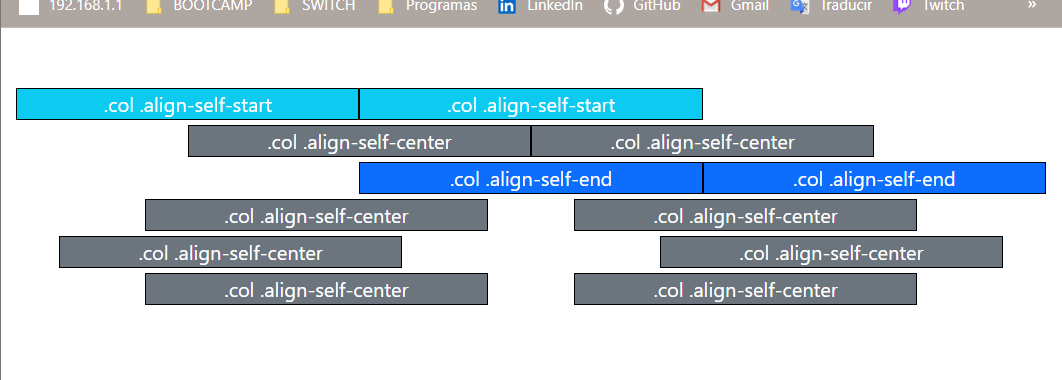 192.168.1.1 BOOTCAMP SWITCH Programas LinkedIn GitHub Gmail Traducir Twitch »
.col .align-self-start .col .align-self-start
.col .align-self-center .col .align-self-center
.col .align-self-end .col .align-self-end
.col .align-self-center .col .align-self-center
.col .align-self-center .col .align-self-center
.col .align-self-center .col .align-self-center